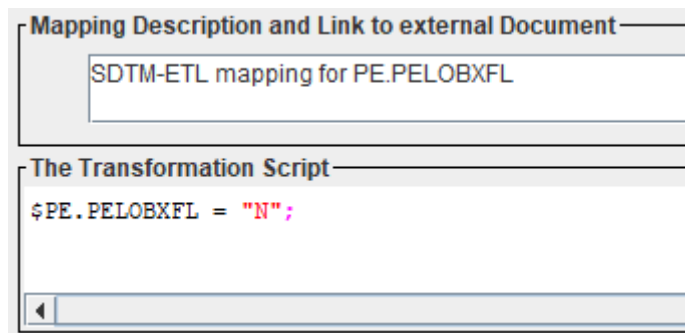 Mapping Description and Link to external Document
SDTM-ETL mapping for PE.PELOBXFL
The Transformation Script
$PE.PELOBXFL = "N";